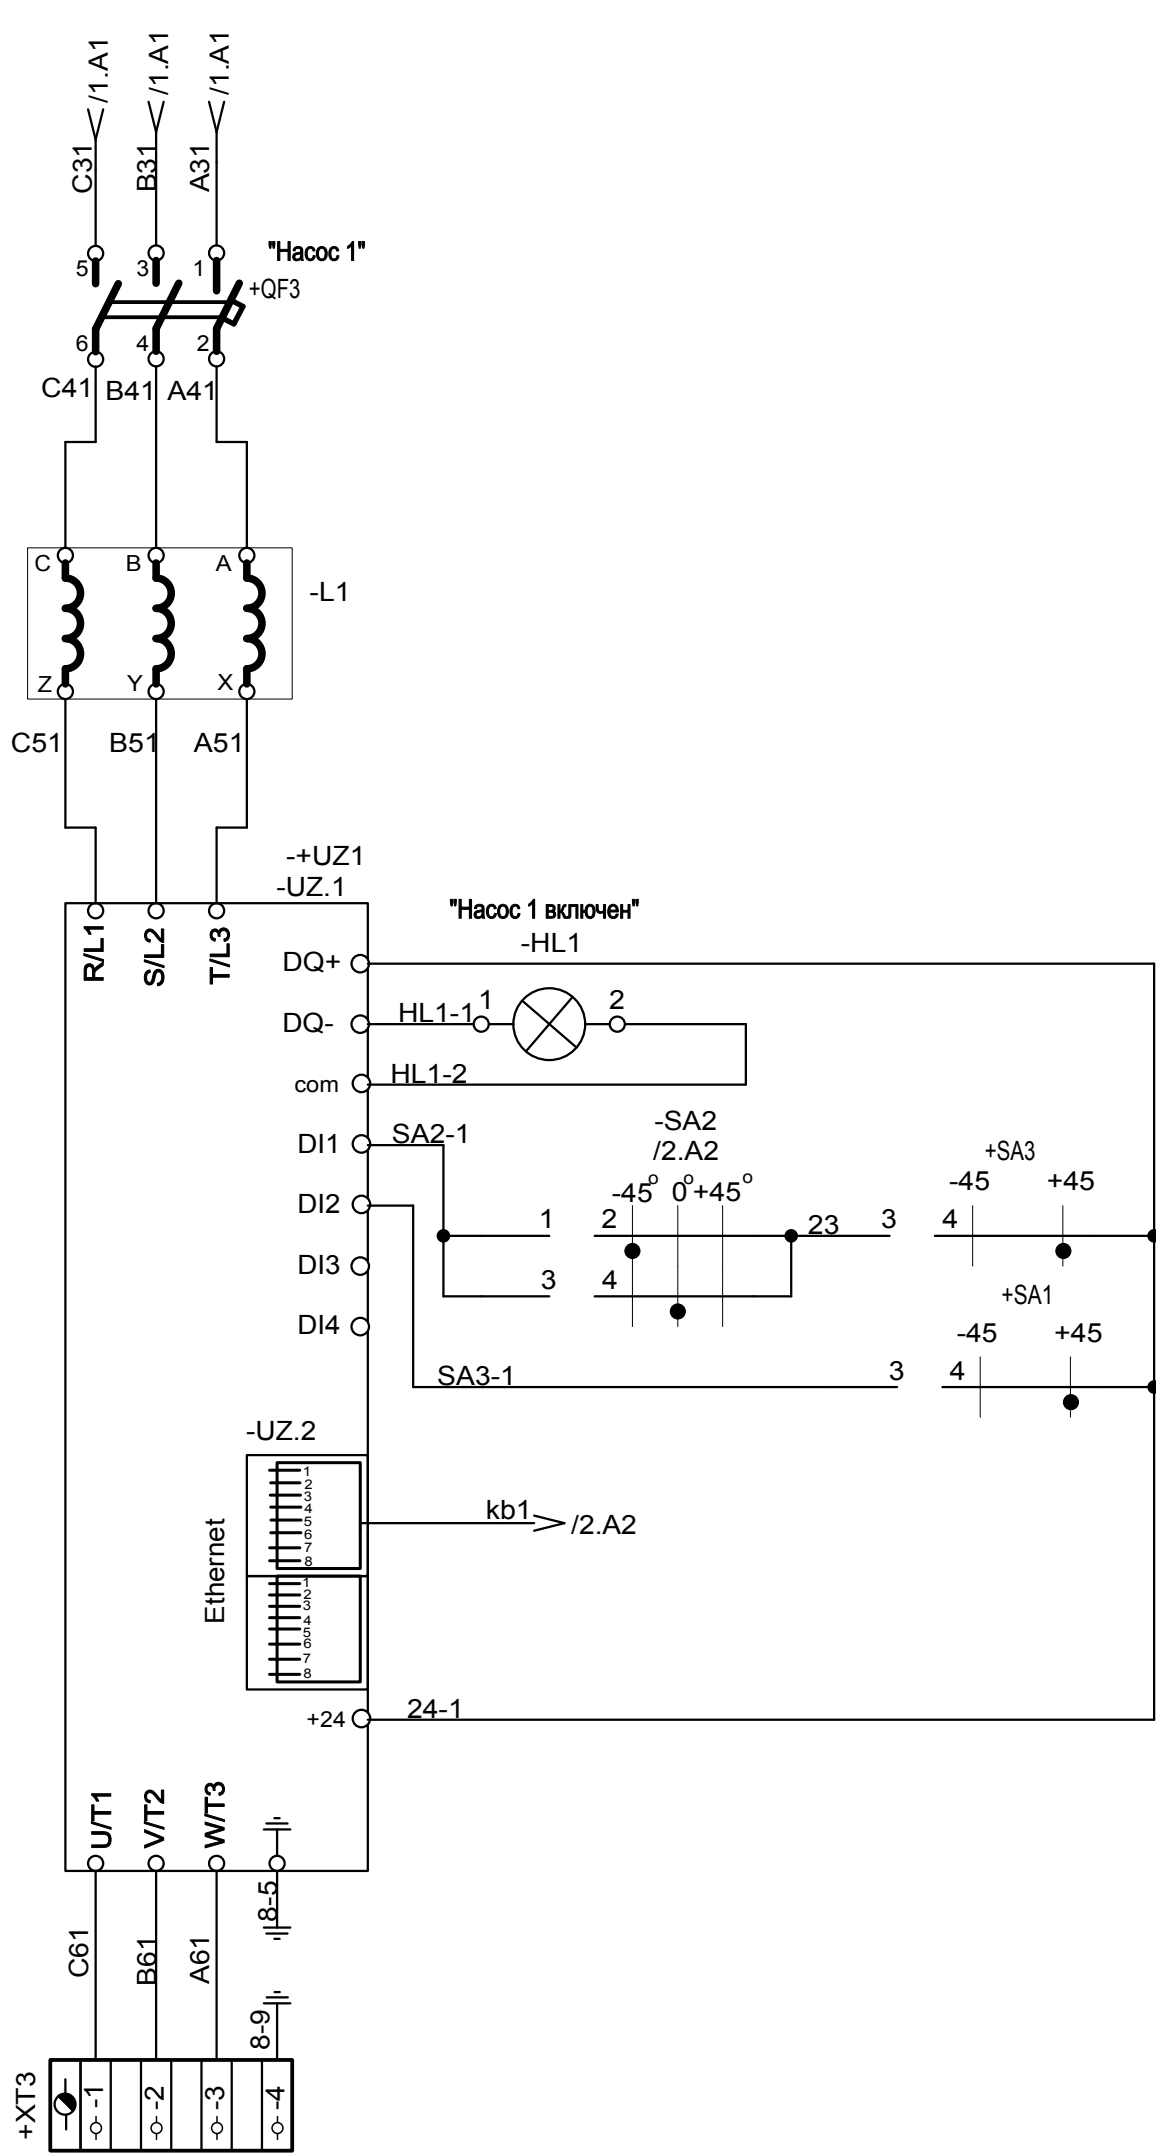 /1.A1 /1.A1 /1.A1
C31 B31 A31
"Насос 1"
5 3 1
+QF3
6 4 2
C41 B41 A41
C B A
-L1
Z Y X
C51 B51 A51
-+UZ1
-UZ.1
R/L1 S/L2 T/L3
"Насос 1 включен"
-HL1
DQ+
DQ- HL1-1 1 2
com HL1-2
DI1 SA2-1
-SA2
/2.A2
+SA3
-45° 0° +45°
-45 +45
DI2
1 2 23 3 4
DI3
3 4
+SA1
DI4
-45 +45
SA3-1 3 4
-UZ.2
Ethernet
1
2
3
4
5
6
7
8
kb1 /2.A2
1
2
3
4
5
6
7
8
+24 24-1
U/T1 V/T2 W/T3
8-5
C61 B61 A61
8-9
+XT3
-1 -2 -3 -4